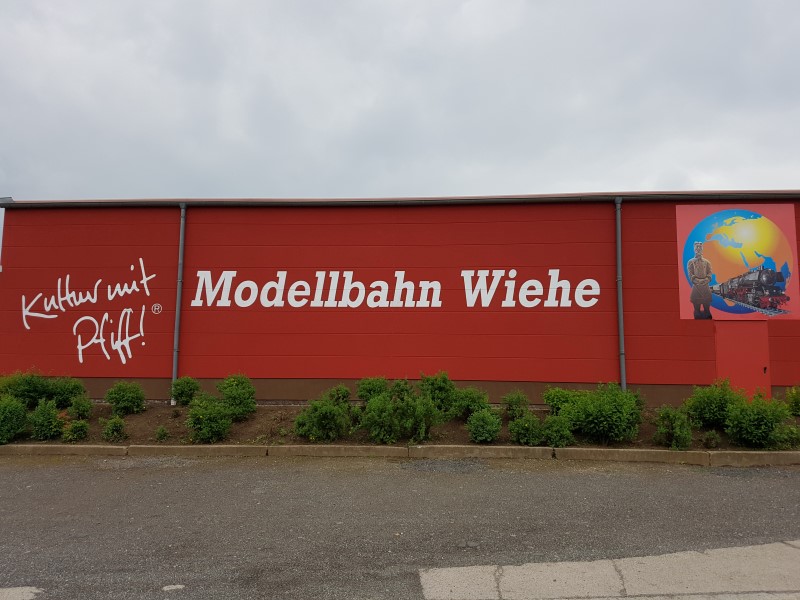 Kultur mit
Pfiff!®
Modellbahn Wiehe